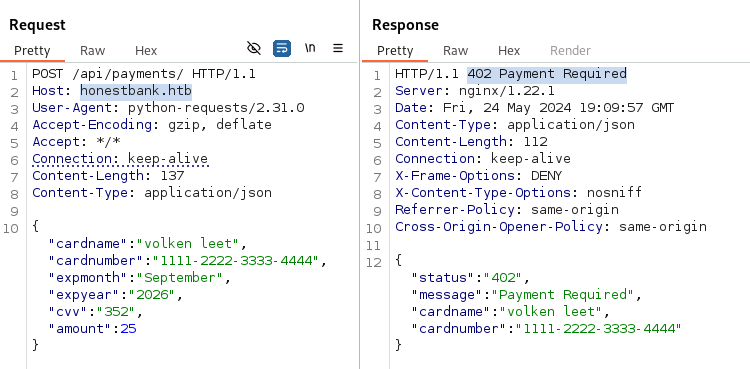 Request
Pretty Raw Hex \n
1 POST /api/payments/ HTTP/1.1
2 Host: honestbank.htb
3 User-Agent: python-requests/2.31.0
4 Accept-Encoding: gzip, deflate
5 Accept: */*
6 Connection: keep-alive
7 Content-Length: 137
8 Content-Type: application/json
9
10 {
"cardname":"volken leet",
"cardnumber":"1111-2222-3333-4444",
"expmonth":"September",
"expyear":"2026",
"cvv":"352",
"amount":25
}
Response
Pretty Raw Hex Render
1 HTTP/1.1 402 Payment Required
2 Server: nginx/1.22.1
3 Date: Fri, 24 May 2024 19:09:57 GMT
4 Content-Type: application/json
5 Content-Length: 112
6 Connection: keep-alive
7 X-Frame-Options: DENY
8 X-Content-Type-Options: nosniff
9 Referrer-Policy: same-origin
10 Cross-Origin-Opener-Policy: same-origin
11
12 {
"status":"402",
"message":"Payment Required",
"cardname":"volken leet",
"cardnumber":"1111-2222-3333-4444"
}